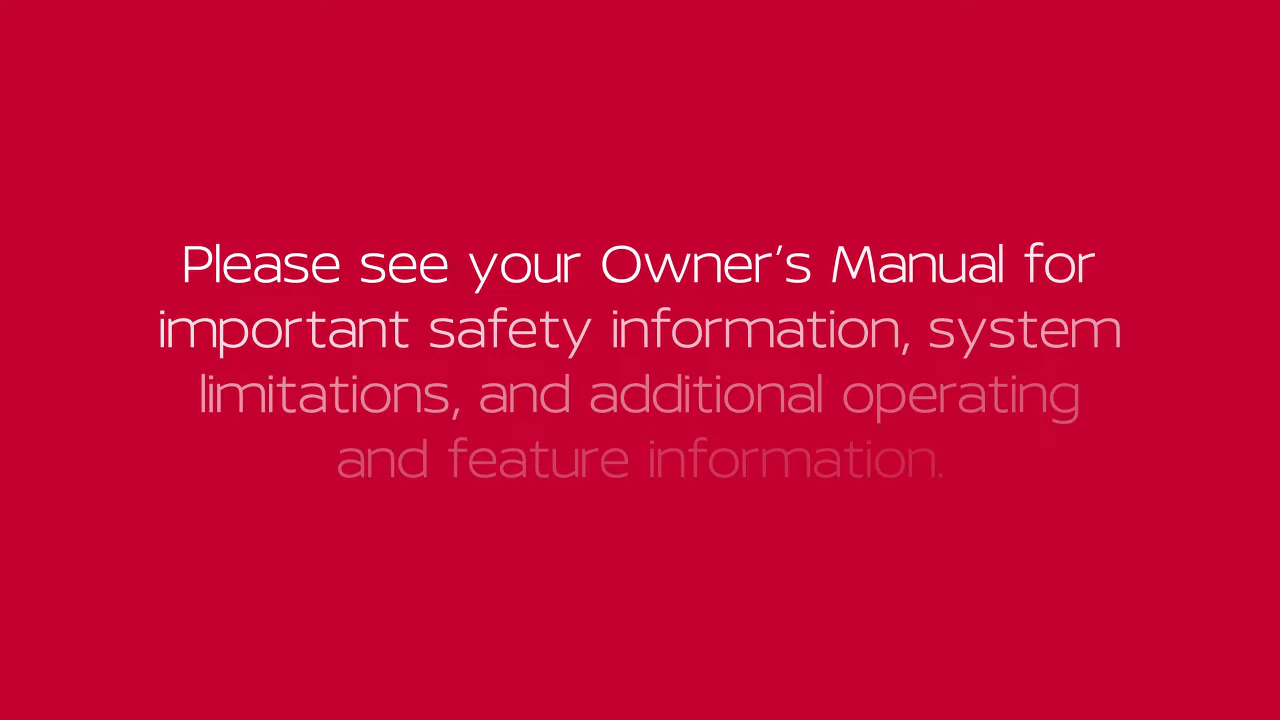 Please see your Owner’s Manual for
important safety information, system
limitations, and additional operating
and feature information.